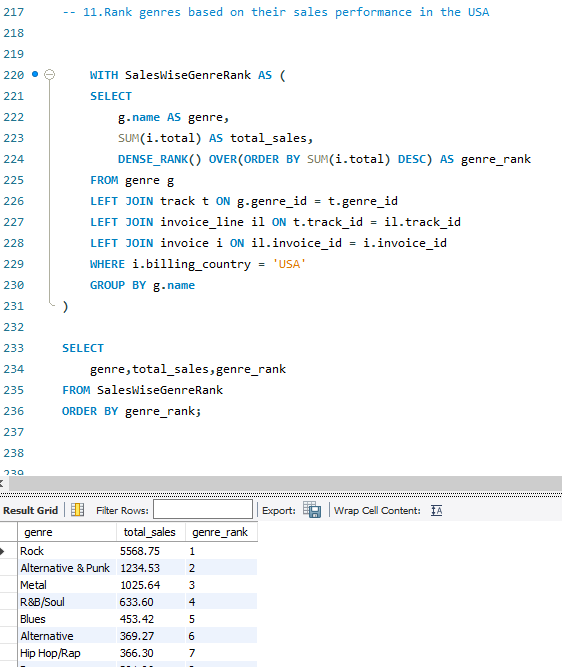 217 -- 11.Rank genres based on their sales performance in the USA
218
219
220 WITH SalesWiseGenreRank AS (
221 SELECT
222 g.name AS genre,
223 SUM(i.total) AS total_sales,
224 DENSE_RANK() OVER(ORDER BY SUM(i.total) DESC) AS genre_rank
225 FROM genre g
226 LEFT JOIN track t ON g.genre_id = t.genre_id
227 LEFT JOIN invoice_line il ON t.track_id = il.track_id
228 LEFT JOIN invoice i ON il.invoice_id = i.invoice_id
229 WHERE i.billing_country = 'USA'
230 GROUP BY g.name
231 )
232
233 SELECT
234 genre,total_sales,genre_rank
235 FROM SalesWiseGenreRank
236 ORDER BY genre_rank;
237
238
239
Result Grid Filter Rows: Export: Wrap Cell Content:
genre total_sales genre_rank
Rock 5568.75 1
Alternative & Punk 1234.53 2
Metal 1025.64 3
R&B/Soul 633.60 4
Blues 453.42 5
Alternative 369.27 6
Hip Hop/Rap 366.30 7